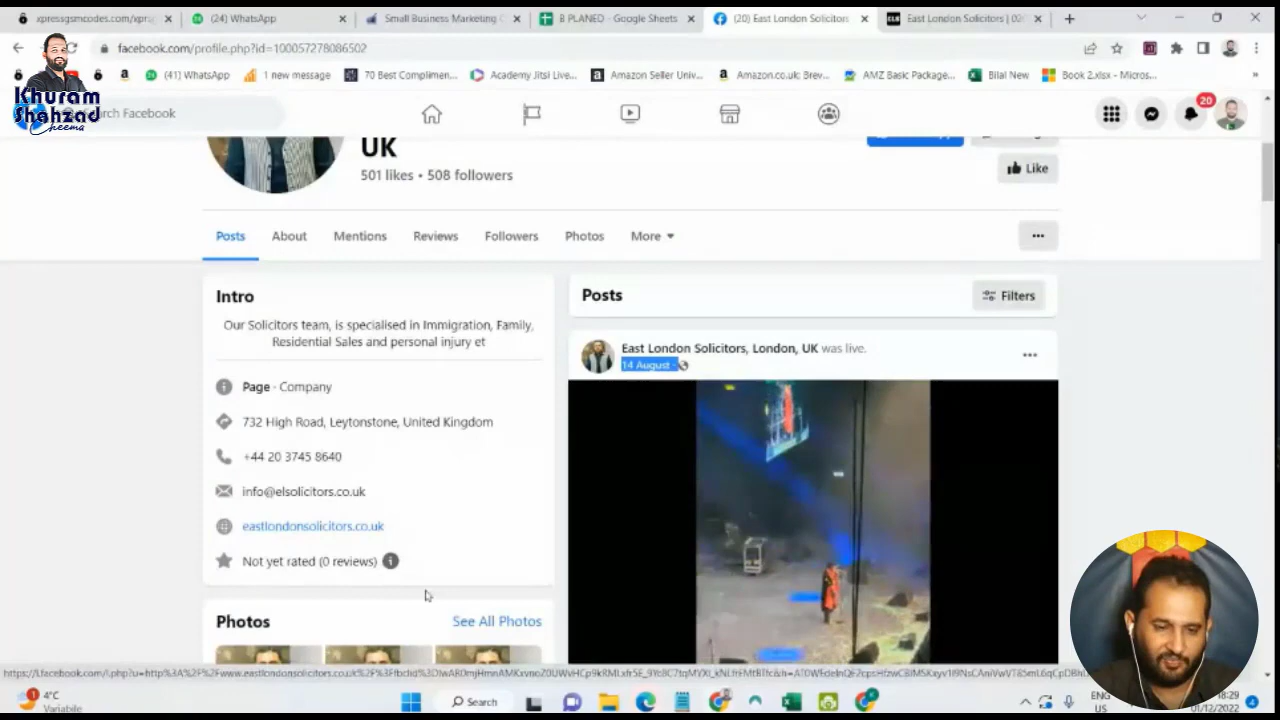 xpressgsmcodes.com/xpr
(24) WhatsApp
Small Business Marketing
B PLANEO - Google Sheets
(20) East London Solicitors
East London Solicitors | 02
facebook.com/profile.php?id=100057278086502
(41) WhatsApp
1 new message
70 Best Complimen...
Academy Jitsi Live...
Amazon Seller Univ...
Amazon.co.uk: Brev...
AMZ Basic Package...
Bilal New
Book 2.xlsx - Micros...
»
Khuram
Shahzad
Cheema
Search Facebook
20
UK
501 likes • 508 followers
Like
Posts
About
Mentions
Reviews
Followers
Photos
More
Intro
Our Solicitors team, is specialised in Immigration, Family,
Residential Sales and personal injury et
Page · Company
732 High Road, Leytonstone, United Kingdom
+44 20 3745 8640
info@elsolicitors.co.uk
eastlondonsolicitors.co.uk
Not yet rated (0 reviews)
Photos
See All Photos
Posts
Filters
East London Solicitors, London, UK was live.
14 August ·
4°C
Variabile
Search
ENG
US
18:29
01/12/2022